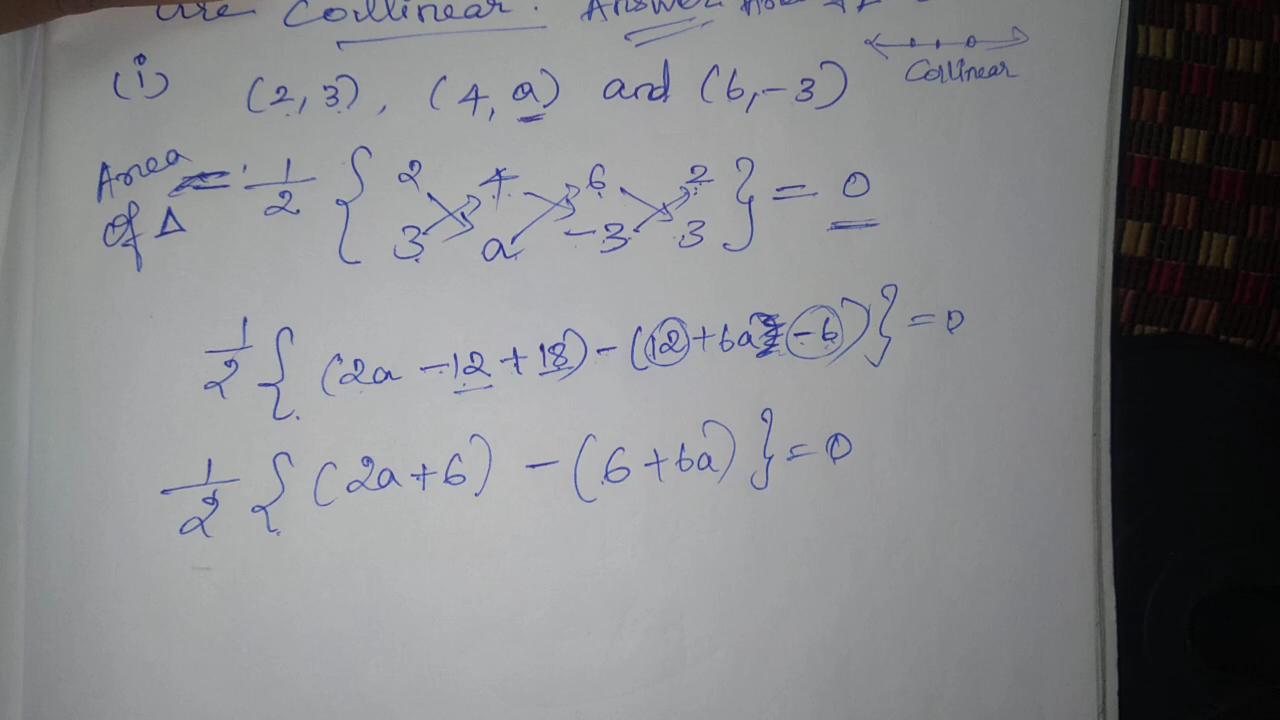 are Collinear. Answer
(i) (2,3), (4,a) and (6,-3)
Collinear
Area of Δ = 1/2 { 2 4 6 2
3 a -3 3 } = 0
1/2 { (2a -12 + 18) - (12 + 6a - 6) } = 0
1/2 { (2a+6) - (6+6a) } = 0